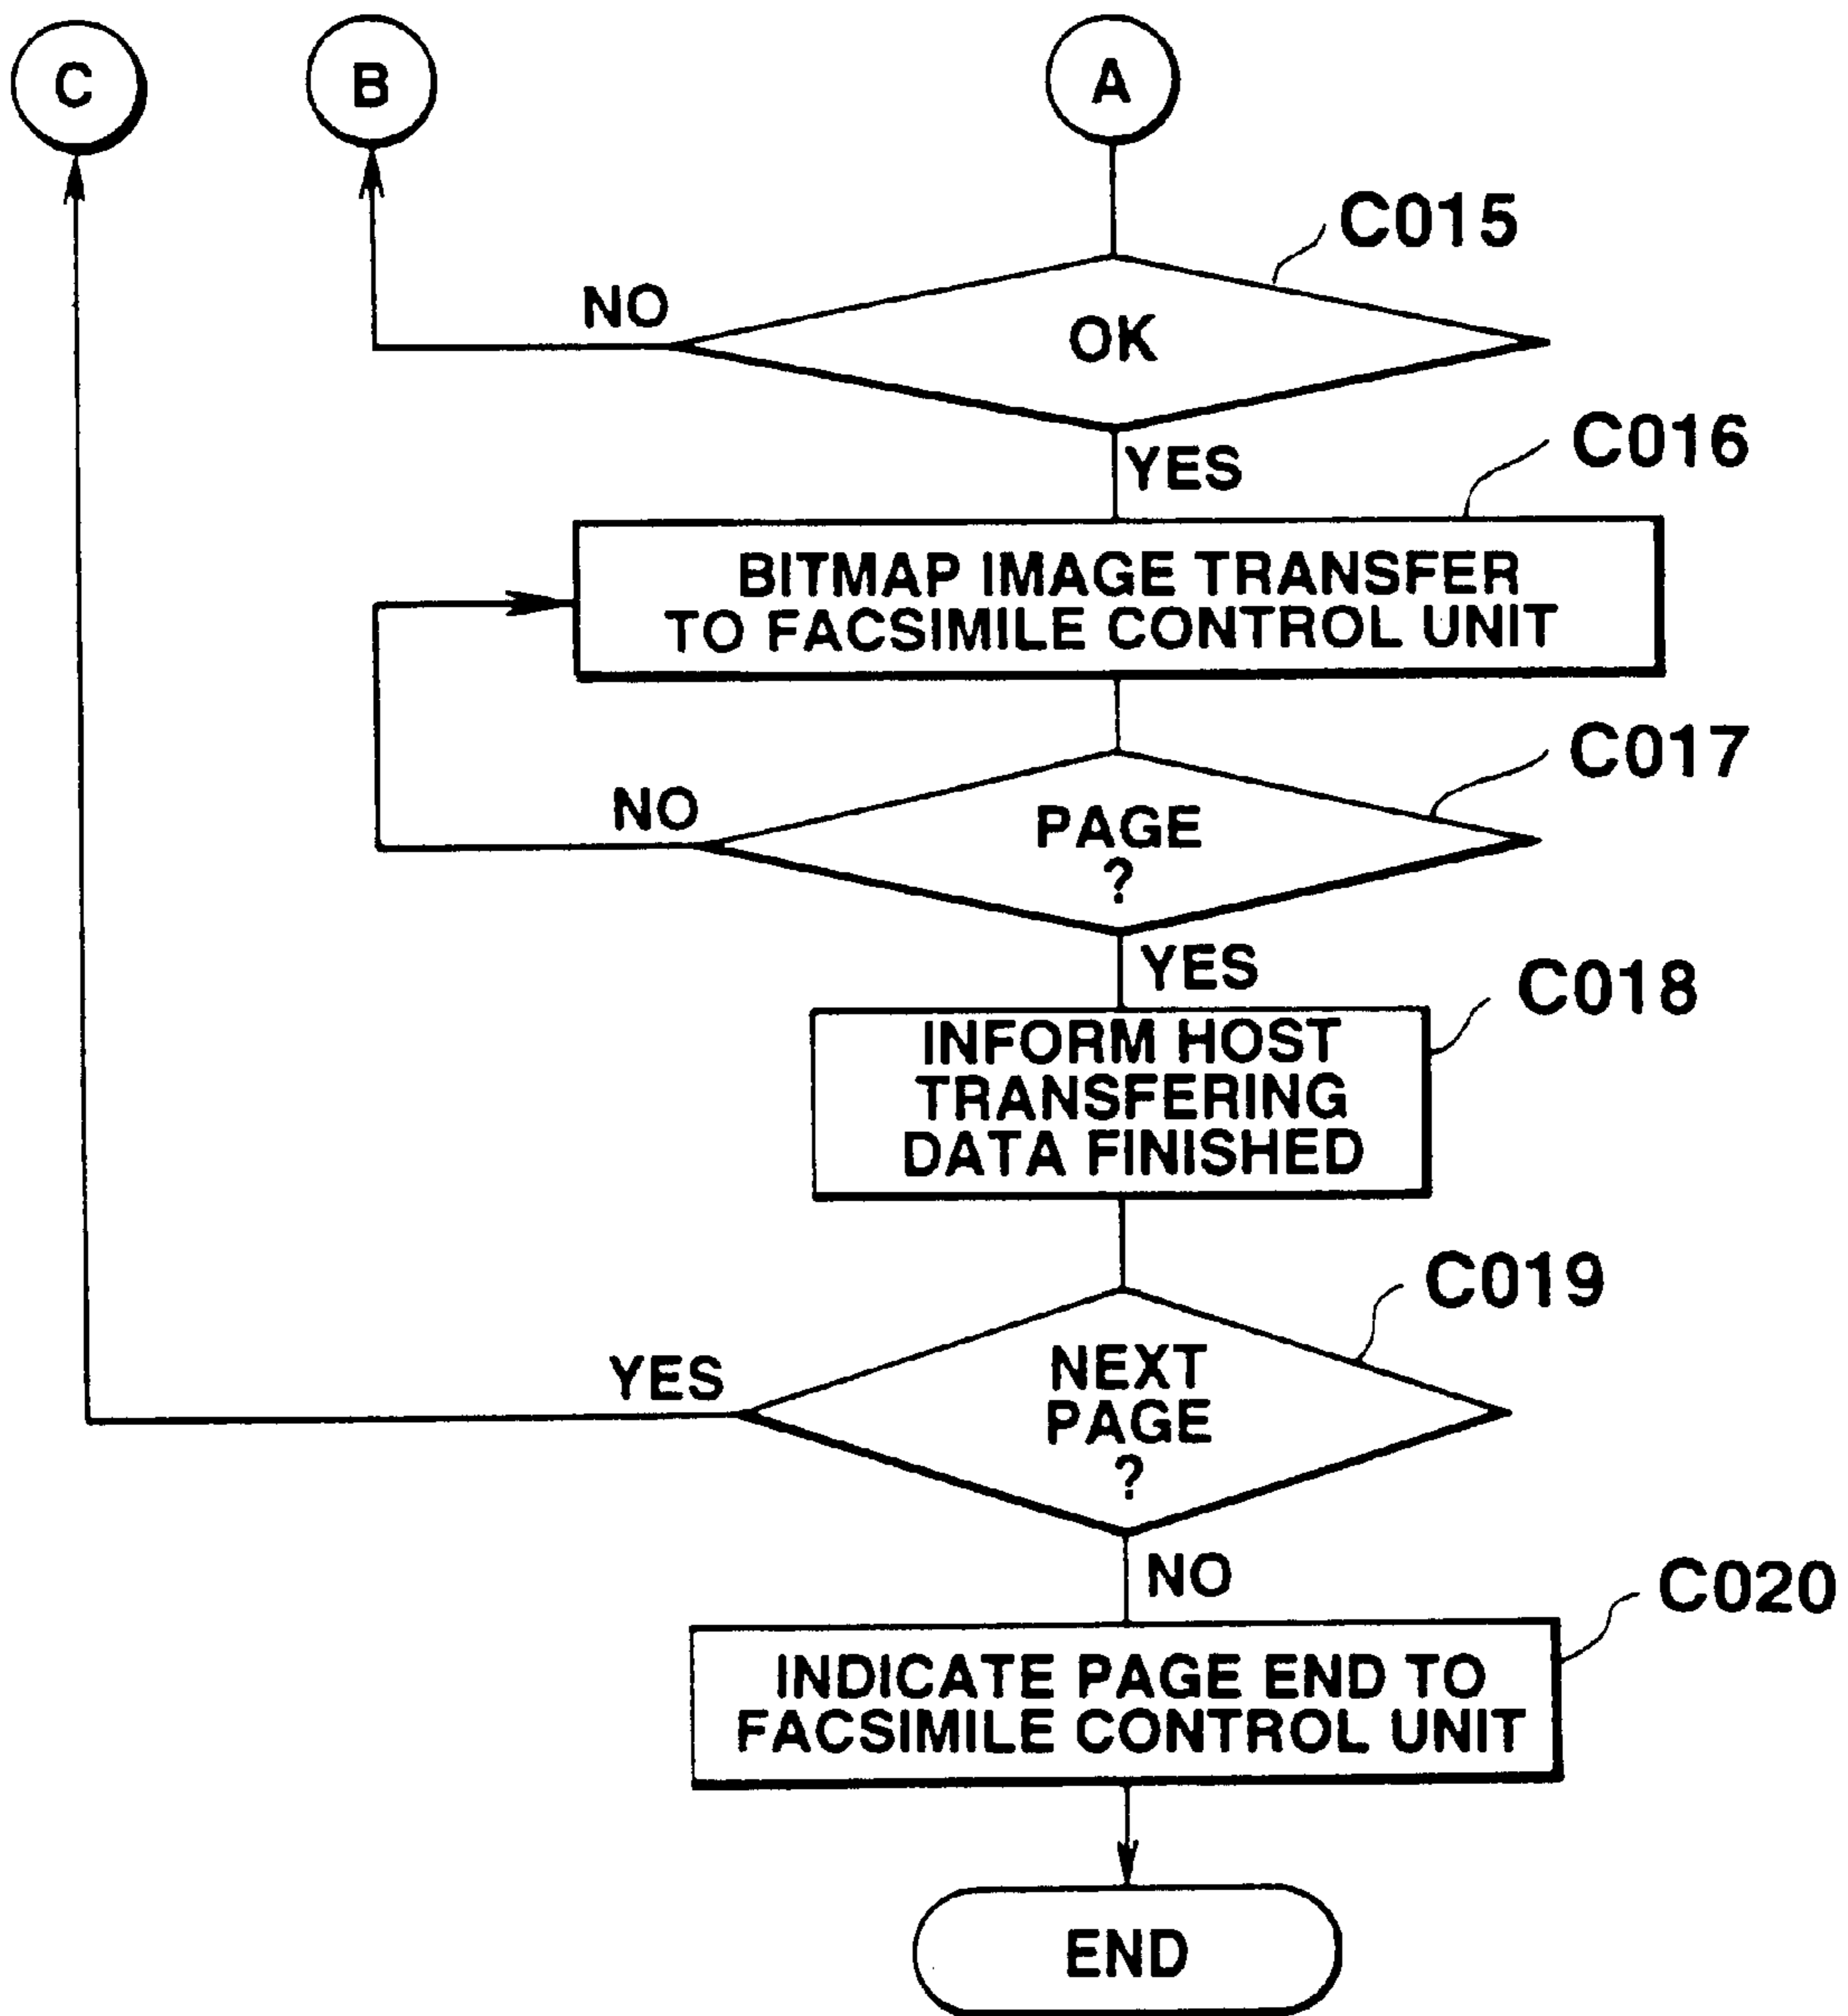 C
B
A
C015
NO
OK
YES
C016
BITMAP IMAGE TRANSFER
TO FACSIMILE CONTROL UNIT
C017
NO
PAGE
?
YES
C018
INFORM HOST
TRANSFERING
DATA FINISHED
C019
YES
NEXT
PAGE
?
NO
C020
INDICATE PAGE END TO
FACSIMILE CONTROL UNIT
END